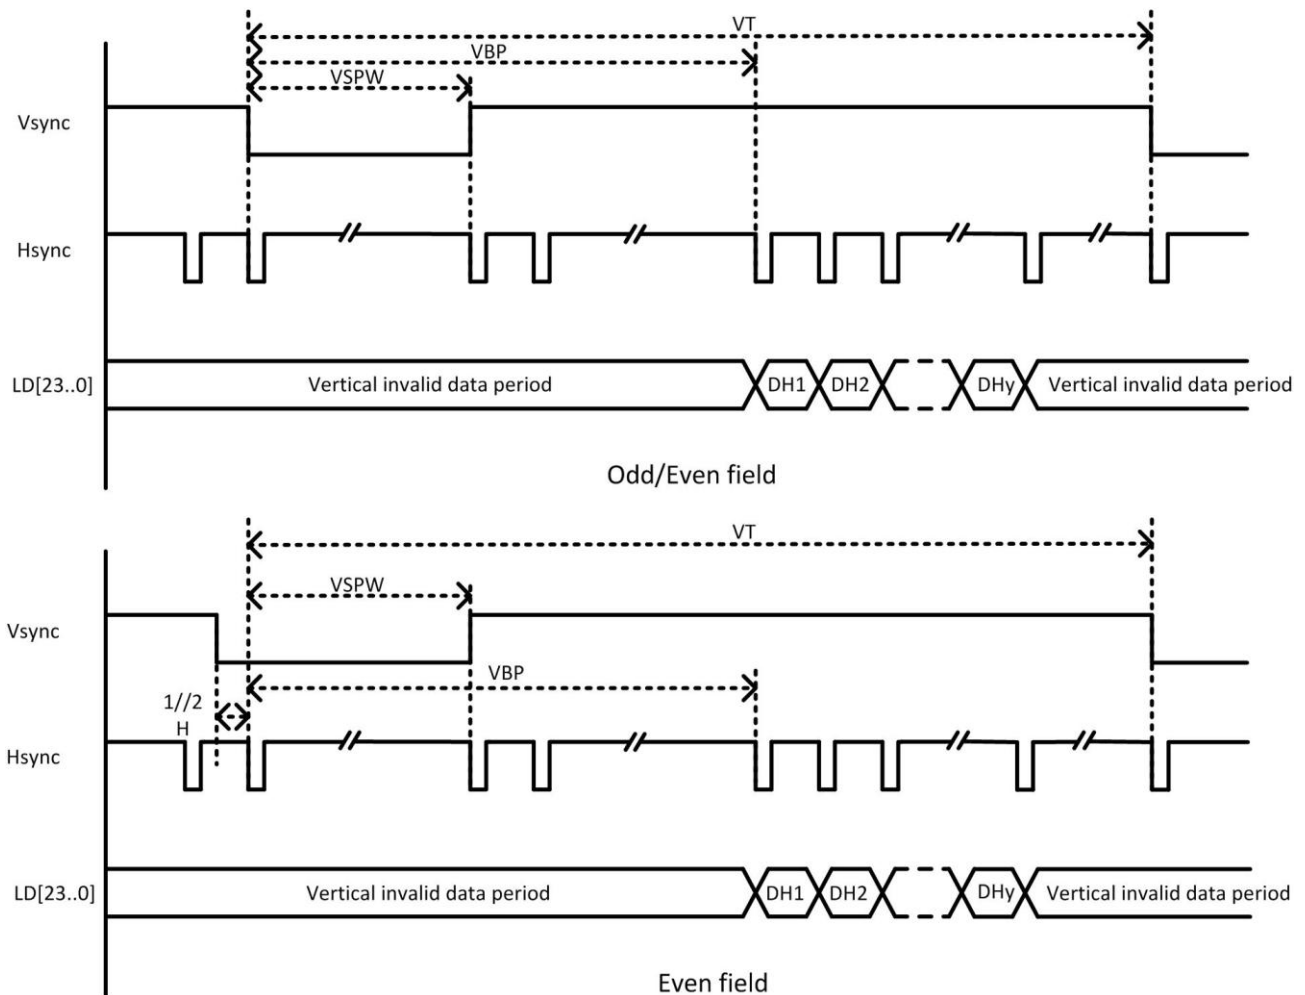 VT
VBP
VSPW
Vsync
Hsync
LD[23..0]
Vertical invalid data period
DH1
DH2
DHy
Vertical invalid data period
Odd/Even field
VT
VSPW
Vsync
VBP
1//2
H
Hsync
LD[23..0]
Vertical invalid data period
DH1
DH2
DHy
Vertical invalid data period
Even field